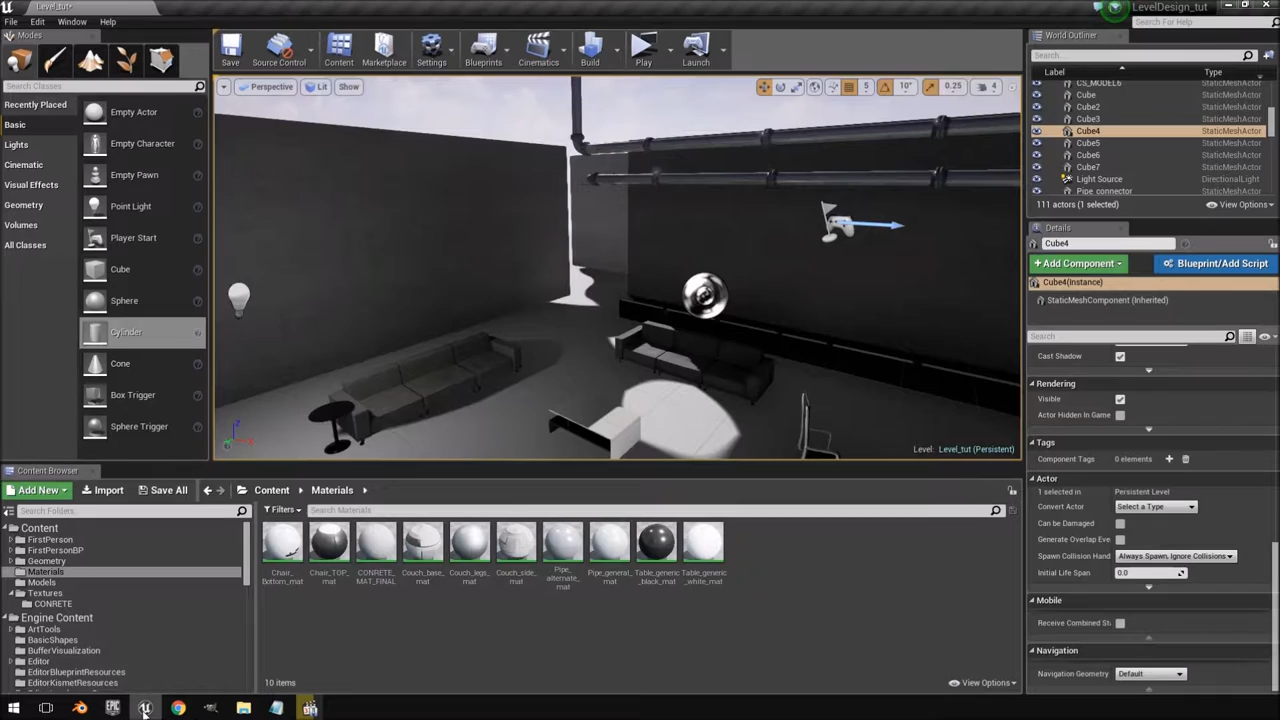 Level_tut*
LevelDesign_tut
File Edit Window Help
Search For Help
Modes
Search Classes
Recently Placed
Basic
Lights
Cinematic
Visual Effects
Geometry
Volumes
All Classes
Empty Actor
Empty Character
Empty Pawn
Point Light
Player Start
Cube
Sphere
Cylinder
Cone
Box Trigger
Sphere Trigger
Save Source Control Content Marketplace Settings Blueprints Cinematics Build Play Launch
Perspective Lit Show
5 10° 0.25 4
Level: Level_tut (Persistent)
World Outliner
Search...
Label Type
CS_MODEL6 StaticMeshActor
Cube StaticMeshActor
Cube2 StaticMeshActor
Cube3 StaticMeshActor
Cube4 StaticMeshActor
Cube5 StaticMeshActor
Cube6 StaticMeshActor
Cube7 StaticMeshActor
Light Source DirectionalLight
Pipe_connector StaticMeshActor
111 actors (1 selected) View Options
Details
Cube4
+Add Component Blueprint/Add Script
Cube4(Instance)
StaticMeshComponent (Inherited)
Search
Cast Shadow
Rendering
Visible
Actor Hidden In Game
Tags
Component Tags 0 elements
Actor
1 selected in Persistent Level
Convert Actor Select a Type
Can be Damaged
Generate Overlap Eve
Spawn Collision Hand Always Spawn, Ignore Collisions
Initial Life Span 0.0
Mobile
Receive Combined Sta
Navigation
Navigation Geometry Default
Content Browser
Add New Import Save All Content Materials
Search Folders
Filters Search Materials
Content
FirstPerson
FirstPersonBP
Geometry
Materials
Models
Textures
CONRETE
Engine Content
ArtTools
BasicShapes
BufferVisualization
Editor
EditorBlueprintResources
EditorKismetResources
Chair_Bottom_mat
Chair_TOP_mat
CONRETE_MAT_FINAL
Couch_base_mat
Couch_legs_mat
Couch_side_mat
Pipe_alternate_mat
Pipe_general_mat
Table_generic_black_mat
Table_generic_white_mat
10 items View Options